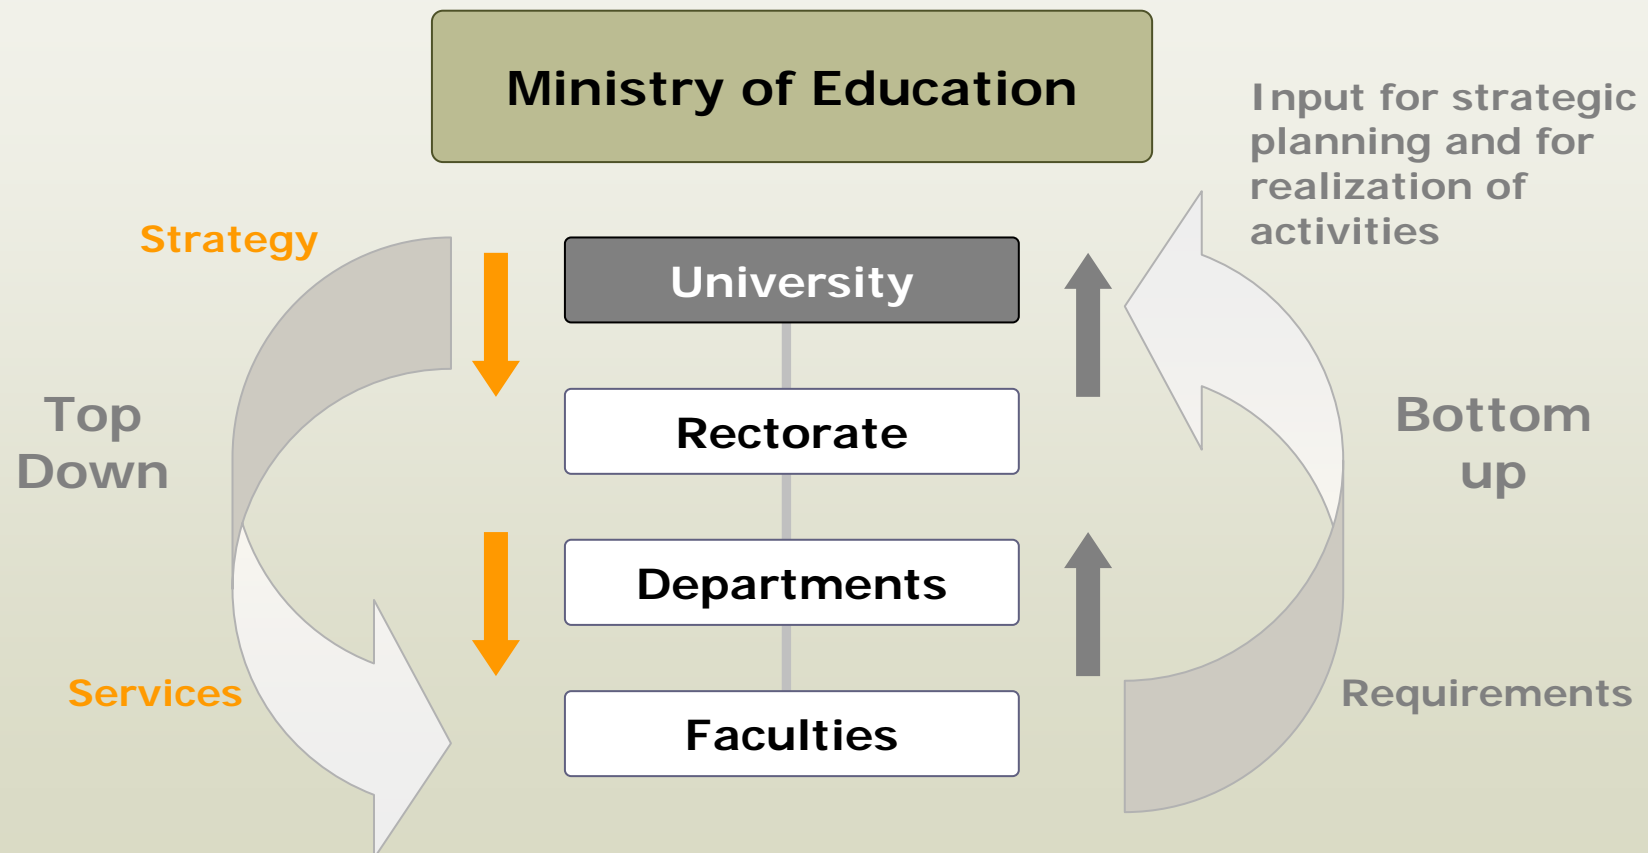 Ministry of Education
Input for strategic
planning and for
realization of
activities
Strategy
University
Top
Down
Rectorate
Bottom
up
Departments
Services
Requirements
Faculties